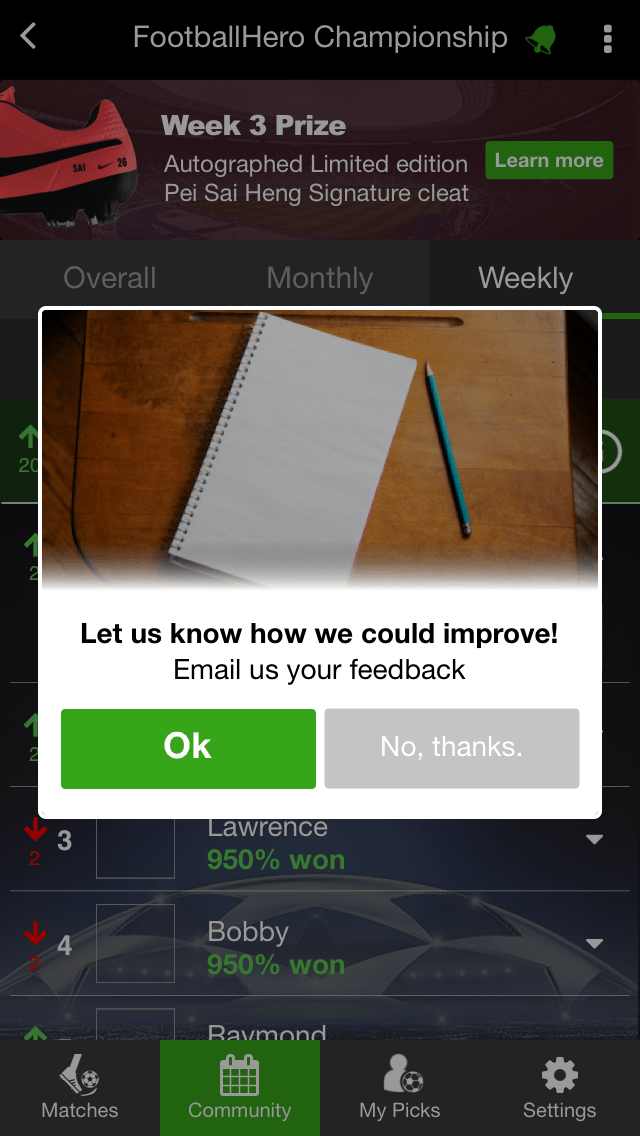 FootballHero Championship
Week 3 Prize
Autographed Limited edition
Pei Sai Heng Signature cleat
Learn more
SAI
26
Overall
Monthly
Weekly
20
2
2
Let us know how we could improve!
Email us your feedback
Ok
No, thanks.
2
3
Lawrence
950% won
2
4
Bobby
950% won
Raymond
Matches
Community
My Picks
Settings